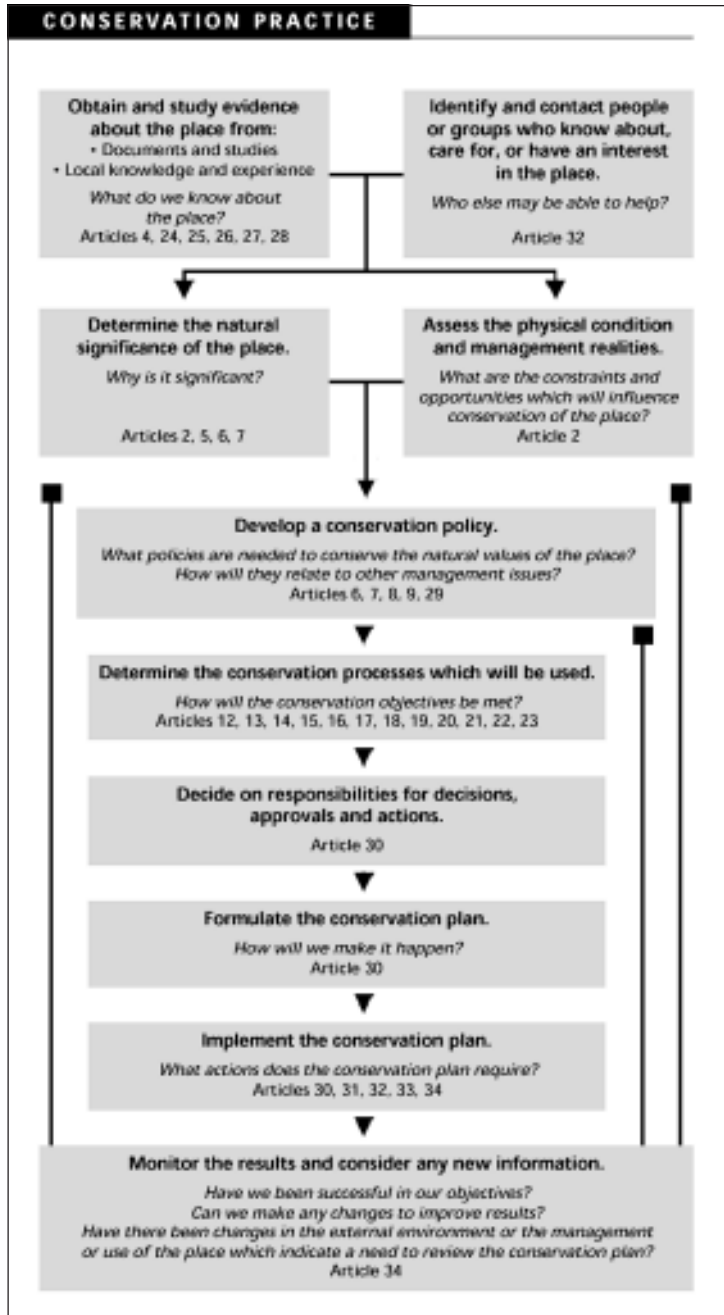 CONSERVATION PRACTICE
Obtain and study evidence
about the place from:
• Documents and studies
• Local knowledge and experience
What do we know about
the place?
Articles 4, 24, 25, 26, 27, 28
Identify and contact people
or groups who know about,
care for, or have an interest
in the place.
Who else may be able to help?
Article 32
Determine the natural
significance of the place.
Why is it significant?
Articles 2, 5, 6, 7
Assess the physical condition
and management realities.
What are the constraints and
opportunities which will influence
conservation of the place?
Article 2
Develop a conservation policy.
What policies are needed to conserve the natural values of the place?
How will they relate to other management issues?
Articles 6, 7, 8, 9, 29
Determine the conservation processes which will be used.
How will the conservation objectives be met?
Articles 12, 13, 14, 15, 16, 17, 18, 19, 20, 21, 22, 23
Decide on responsibilities for decisions,
approvals and actions.
Article 30
Formulate the conservation plan.
How will we make it happen?
Article 30
Implement the conservation plan.
What actions does the conservation plan require?
Articles 30, 31, 32, 33, 34
Monitor the results and consider any new information.
Have we been successful in our objectives?
Can we make any changes to improve results?
Have there been changes in the external environment or the management
or use of the place which indicate a need to review the conservation plan?
Article 34